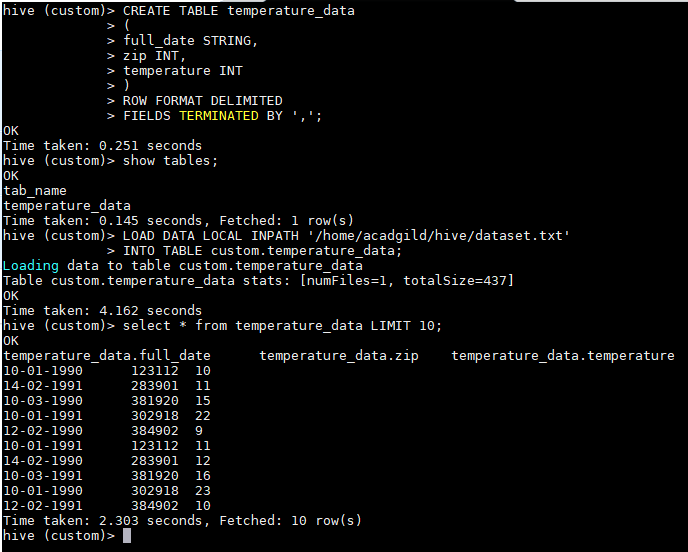 hive (custom)> CREATE TABLE temperature_data
> (
> full_date STRING,
> zip INT,
> temperature INT
> )
> ROW FORMAT DELIMITED
> FIELDS TERMINATED BY ',';
OK
Time taken: 0.251 seconds
hive (custom)> show tables;
OK
tab_name
temperature_data
Time taken: 0.145 seconds, Fetched: 1 row(s)
hive (custom)> LOAD DATA LOCAL INPATH '/home/acadgild/hive/dataset.txt'
> INTO TABLE custom.temperature_data;
Loading data to table custom.temperature_data
Table custom.temperature_data stats: [numFiles=1, totalSize=437]
OK
Time taken: 4.162 seconds
hive (custom)> select * from temperature_data LIMIT 10;
OK
temperature_data.full_date temperature_data.zip temperature_data.temperature
10-01-1990 123112 10
14-02-1991 283901 11
10-03-1990 381920 15
10-01-1991 302918 22
12-02-1990 384902 9
10-01-1991 123112 11
14-02-1990 283901 12
10-03-1991 381920 16
10-01-1990 302918 23
12-02-1991 384902 10
Time taken: 2.303 seconds, Fetched: 10 row(s)
hive (custom)>